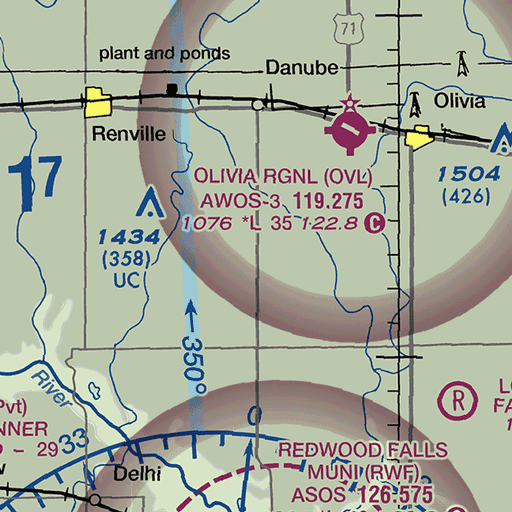 71
plant and ponds
Danube
Olivia
Renville
OLIVIA RGNL (OVL)
AWOS-3 119.275
1076 *L 35 122.8 C
1504
(426)
17
1434
(358)
UC
350°
River
R
0
33
NNER
- 29
Delhi
REDWOOD FALLS
MUNI (RWF)
ASOS 126.575